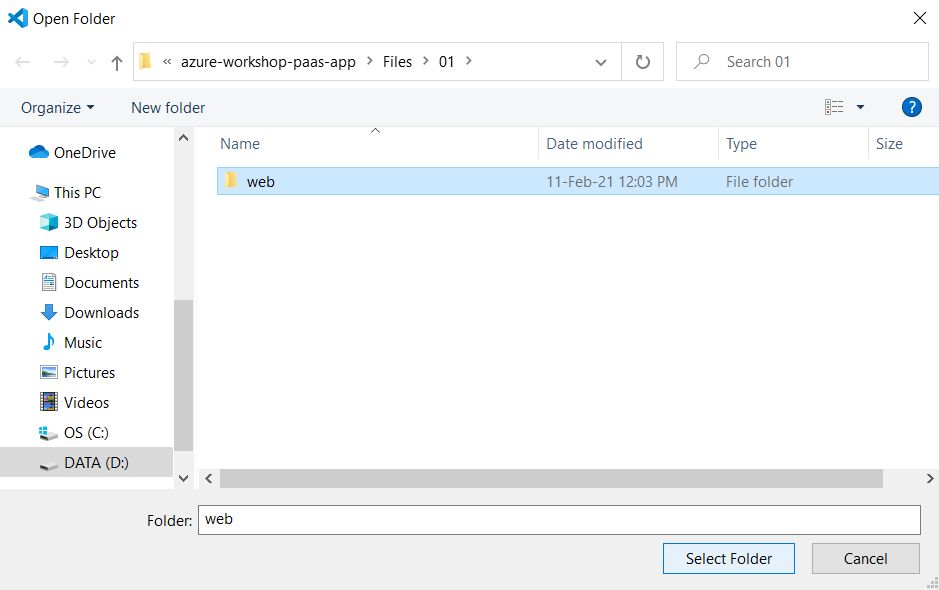 Open Folder
« azure-workshop-paas-app > Files > 01 >
Search 01
Organize
New folder
?
Name
Date modified
Type
Size
web
11-Feb-21 12:03 PM
File folder
OneDrive
This PC
3D Objects
Desktop
Documents
Downloads
Music
Pictures
Videos
OS (C:)
DATA (D:)
Folder: web
Select Folder
Cancel